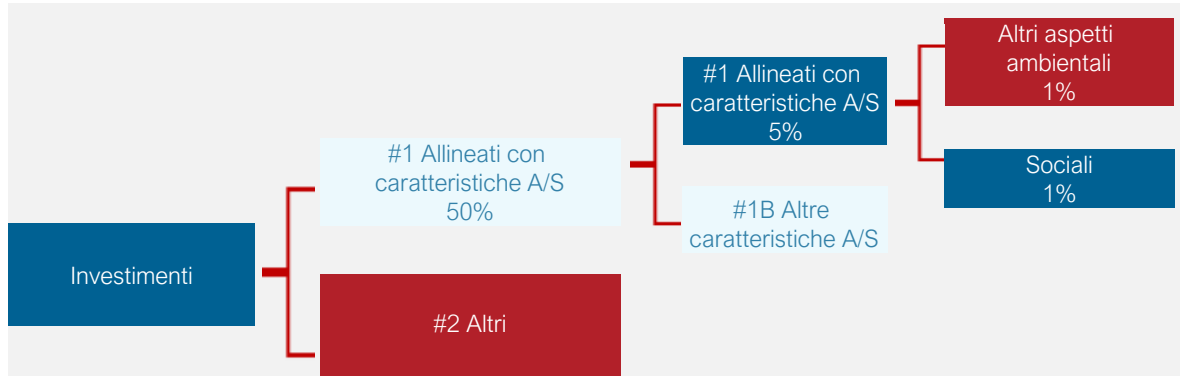 Investimenti
#1 Allineati con
caratteristiche A/S
50%
#2 Altri
#1 Allineati con
caratteristiche A/S
5%
#1B Altre
caratteristiche A/S
Altri aspetti
ambientali
1%
Sociali
1%